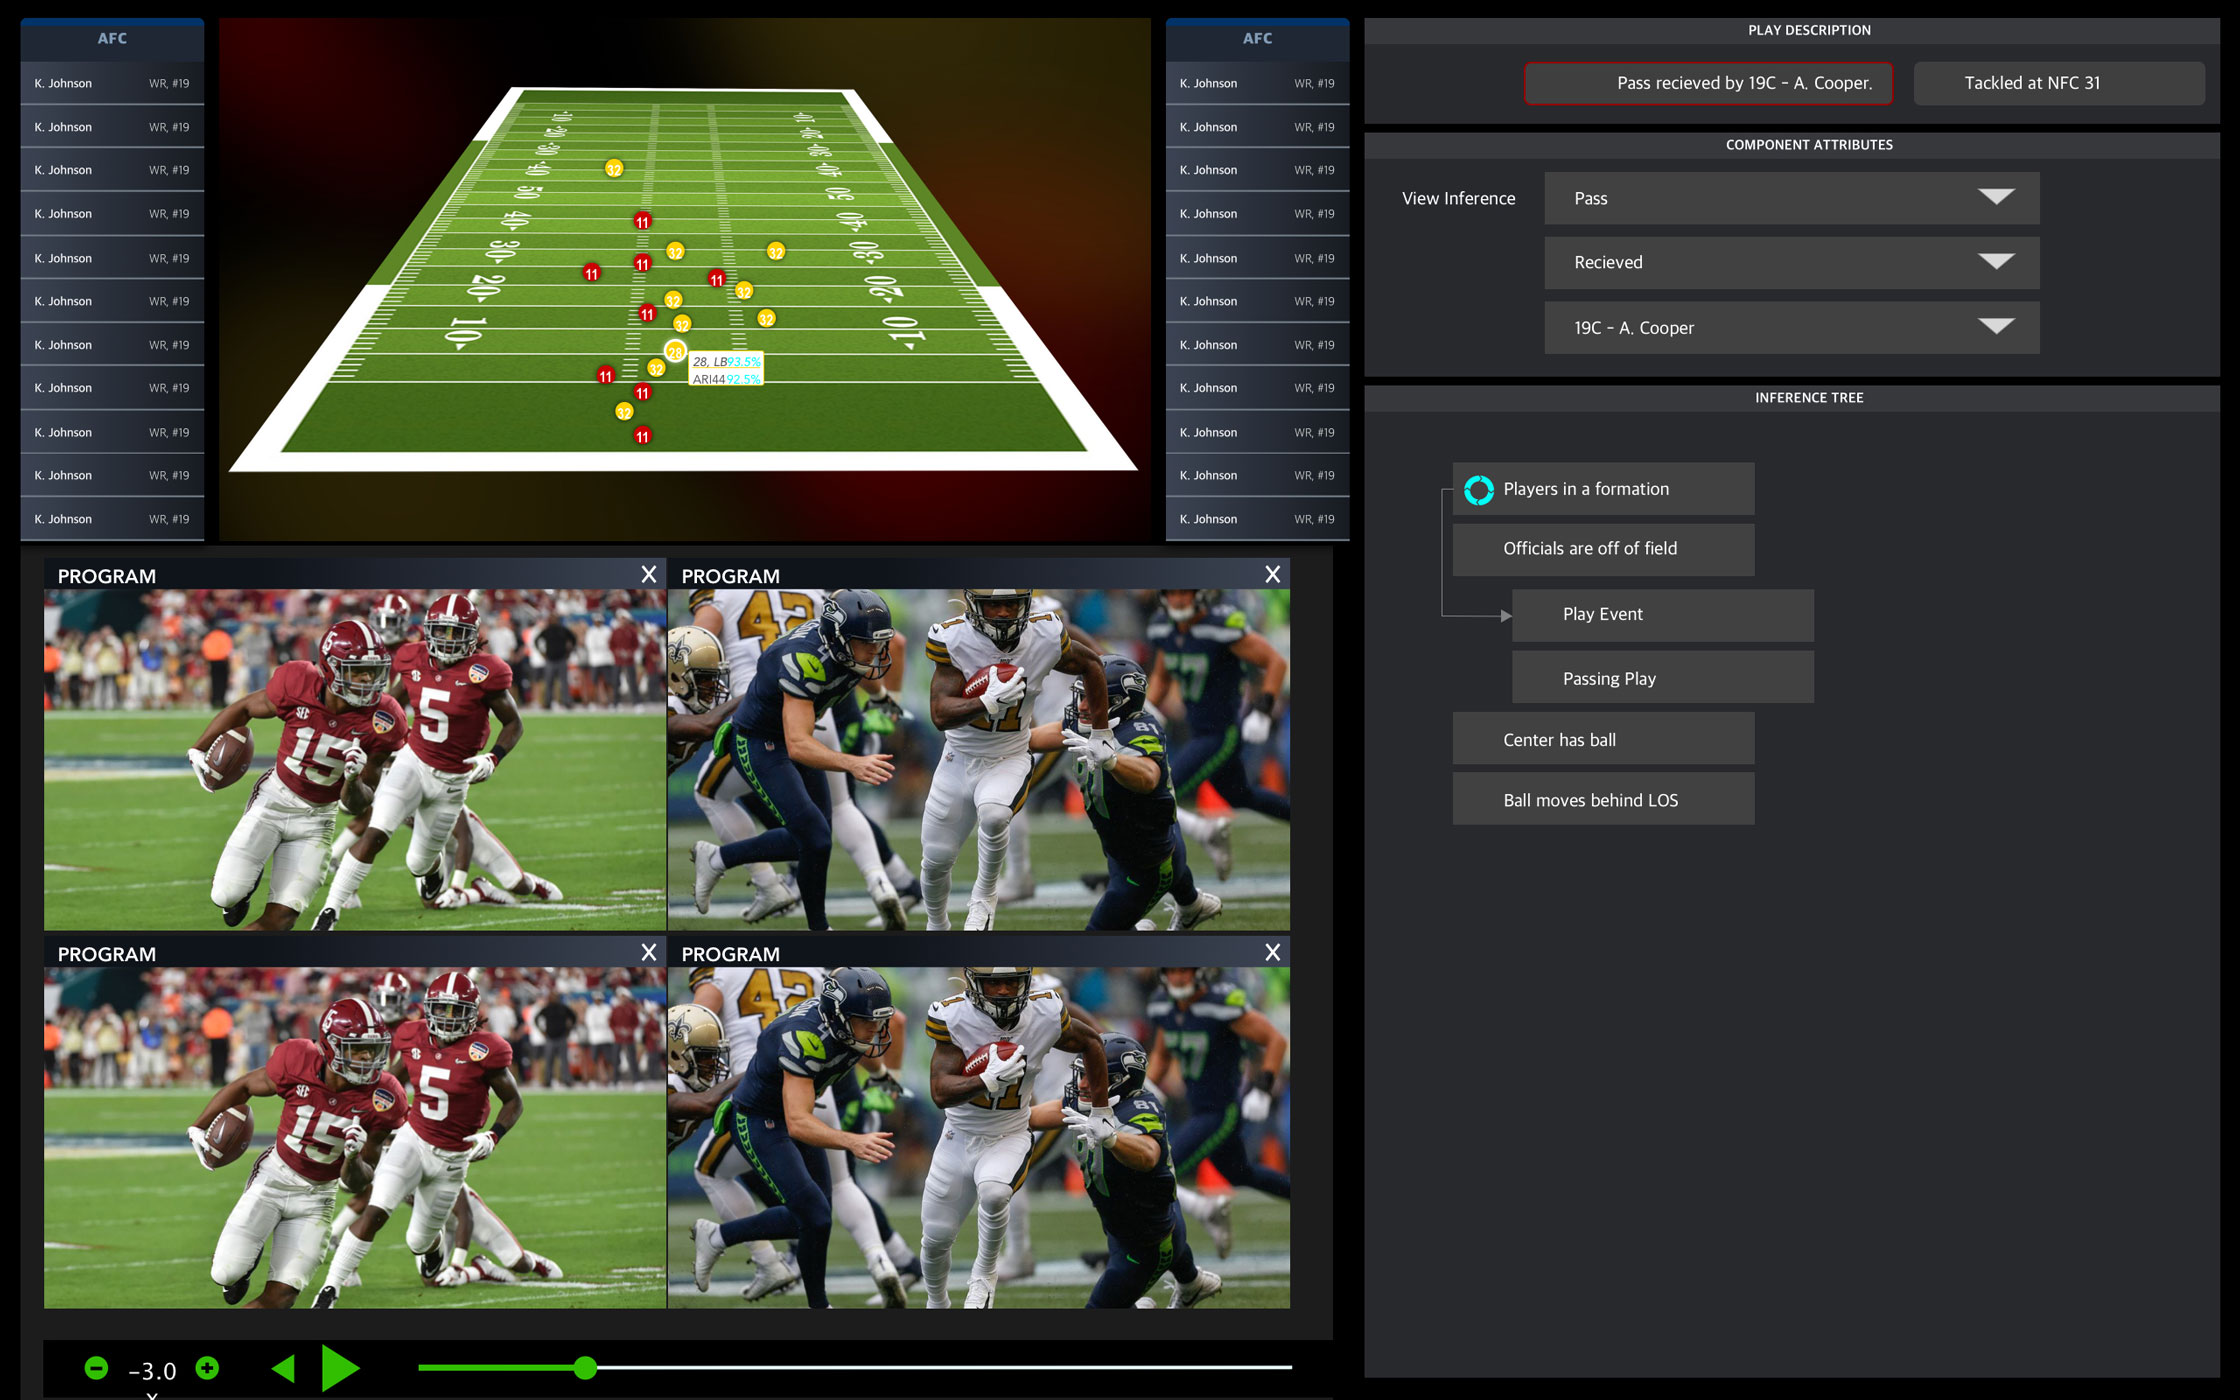 AFC
K. Johnson WR, #19
K. Johnson WR, #19
K. Johnson WR, #19
K. Johnson WR, #19
K. Johnson WR, #19
K. Johnson WR, #19
K. Johnson WR, #19
K. Johnson WR, #19
K. Johnson WR, #19
K. Johnson WR, #19
K. Johnson WR, #19
10 10
20 20
30 30
40 40
50 50
40 40
30 30
20 20
10 10
32
11
32 32
11
11
11
32
32
11
32
32
28
28, LB 93.5%
ARI44 92.5%
32
11
11
32
11
AFC
K. Johnson WR, #19
K. Johnson WR, #19
K. Johnson WR, #19
K. Johnson WR, #19
K. Johnson WR, #19
K. Johnson WR, #19
K. Johnson WR, #19
K. Johnson WR, #19
K. Johnson WR, #19
K. Johnson WR, #19
K. Johnson WR, #19
PLAY DESCRIPTION
Pass recieved by 19C - A. Cooper. Tackled at NFC 31
COMPONENT ATTRIBUTES
View Inference Pass
Recieved
19C - A. Cooper
INFERENCE TREE
Players in a formation
Officials are off of field
Play Event
Passing Play
Center has ball
Ball moves behind LOS
PROGRAM X
15
5
PROGRAM X
42
81
PROGRAM X
15
5
PROGRAM X
42
81
-3.0